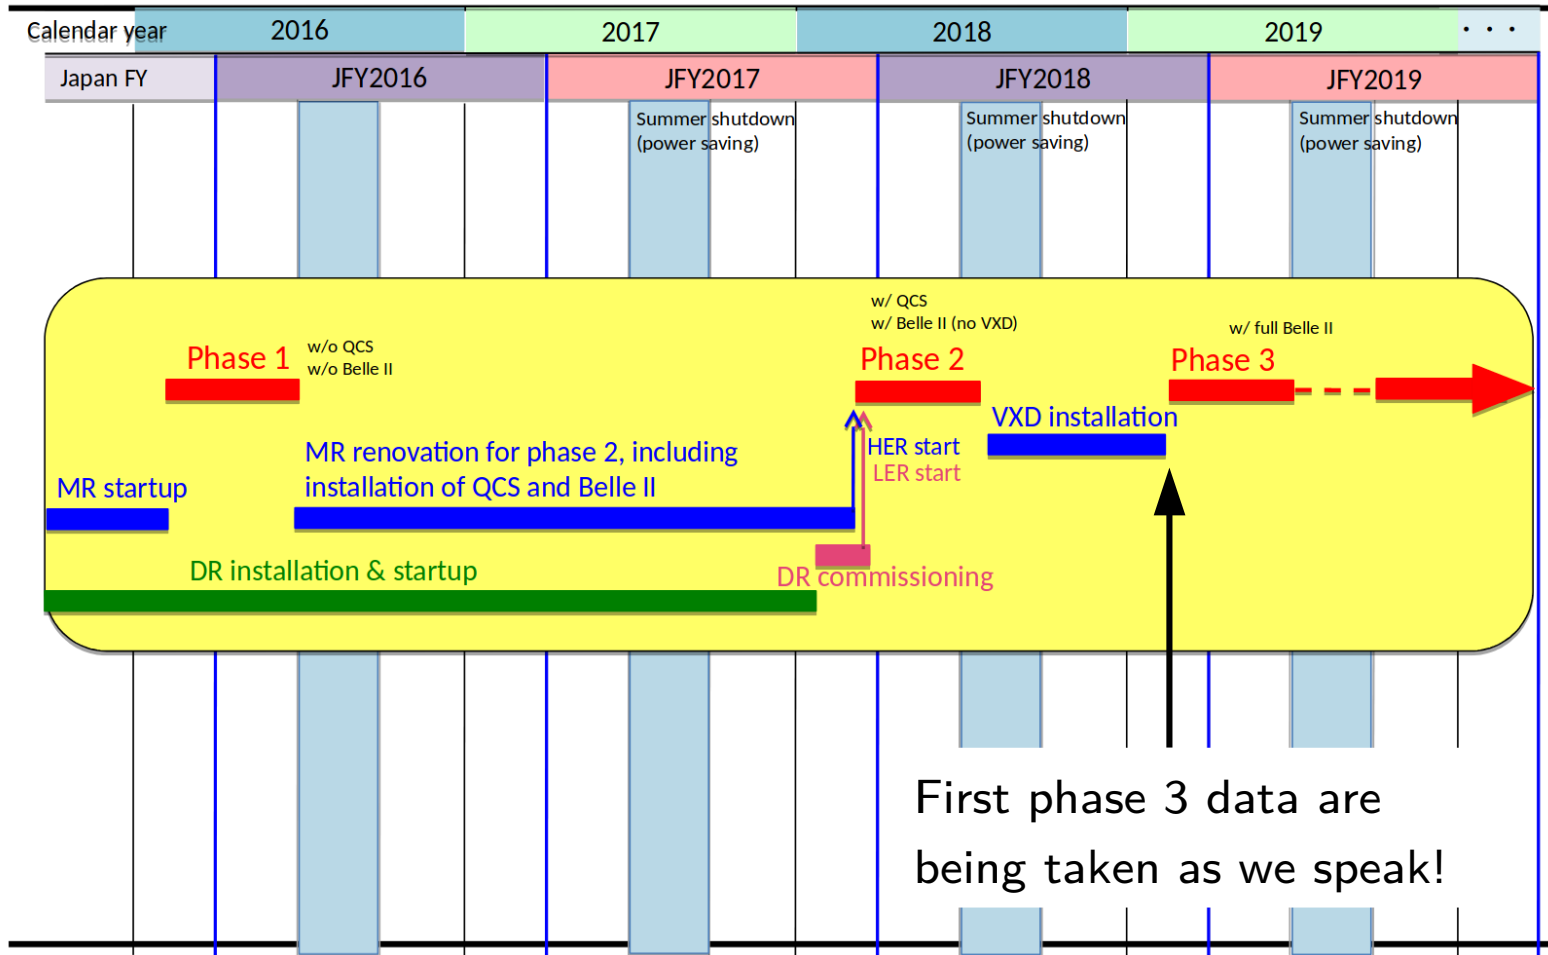 Calendar year 2016 2017 2018 2019 . . .
Japan FY JFY2016 JFY2017 JFY2018 JFY2019
Summer shutdown
(power saving)
Summer shutdown
(power saving)
Summer shutdown
(power saving)
w/ QCS
w/ Belle II (no VXD)
w/ full Belle II
Phase 1
w/o QCS
w/o Belle II
Phase 2
Phase 3
VXD installation
HER start
LER start
MR renovation for phase 2, including
installation of QCS and Belle II
MR startup
DR installation & startup
DR commissioning
First phase 3 data are
being taken as we speak!